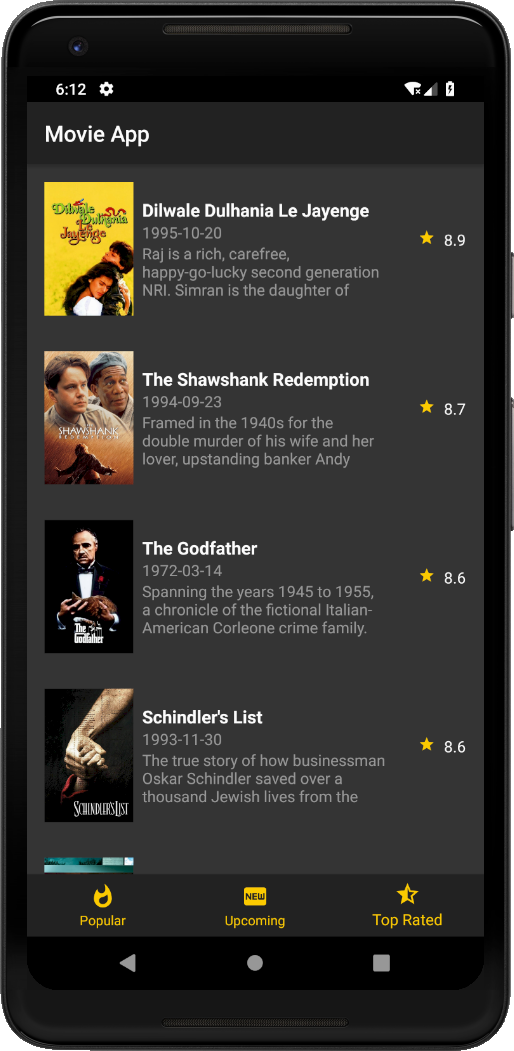 6:12
Movie App
Dilwale
Dulhania
Le
Jayenge
Dilwale Dulhania Le Jayenge
1995-10-20
8.9
Raj is a rich, carefree,
happy-go-lucky second generation
NRI. Simran is the daughter of
SHAWSHANK
REDEMPTION
The Shawshank Redemption
1994-09-23
8.7
Framed in the 1940s for the
double murder of his wife and her
lover, upstanding banker Andy
The
Godfather
The Godfather
1972-03-14
8.6
Spanning the years 1945 to 1955,
a chronicle of the fictional Italian-
American Corleone crime family.
SCHINDLER'S LIST
Schindler's List
1993-11-30
8.6
The true story of how businessman
Oskar Schindler saved over a
thousand Jewish lives from the
NEW
Popular
Upcoming
Top Rated